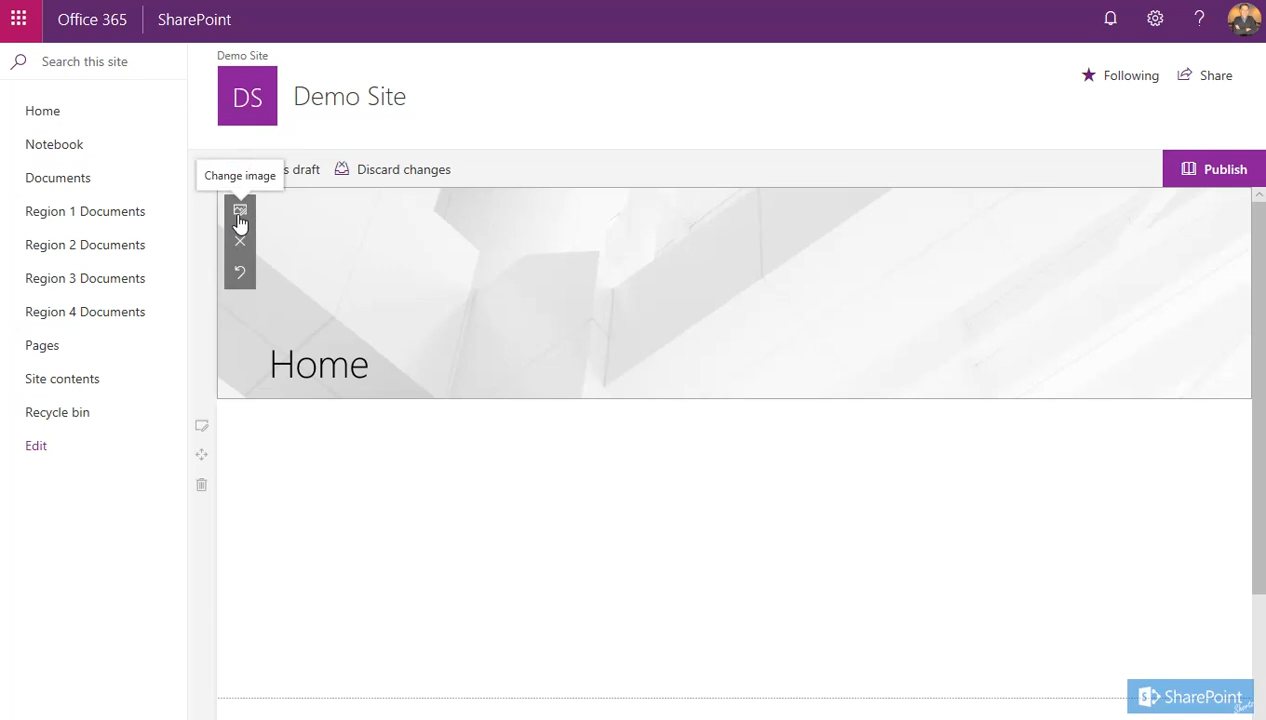 Office 365
SharePoint
Search this site
Home
Notebook
Documents
Region 1 Documents
Region 2 Documents
Region 3 Documents
Region 4 Documents
Pages
Site contents
Recycle bin
Edit
Demo Site
DS
Demo Site
Following
Share
Change image
s draft
Discard changes
Publish
Home
SharePoint
Shorts